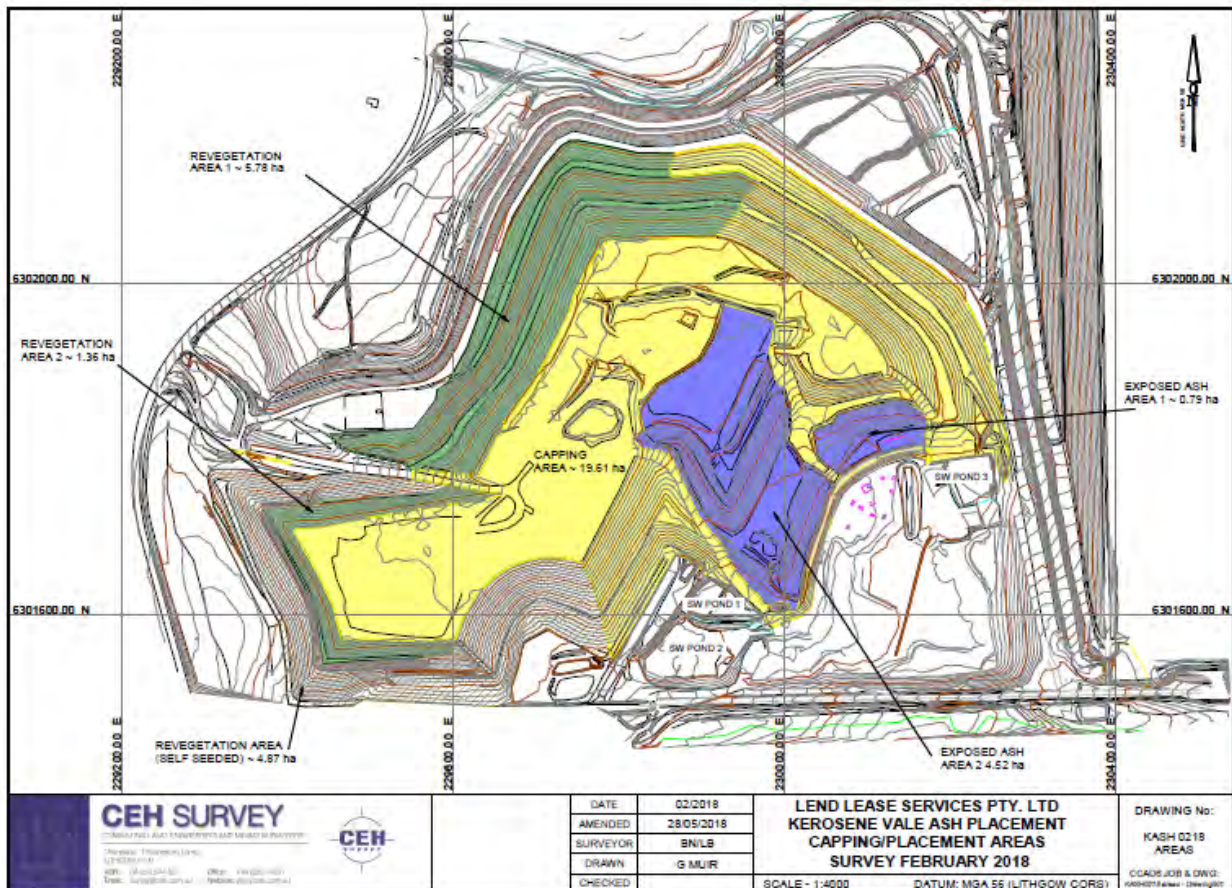 229200.00 E
229600.00 E
230000.00 E
230400.00 E
REVEGETATION
AREA 1 ~ 5.78 ha
6302000.00 N
6302000.00 N
REVEGETATION
AREA 2 ~ 1.36 ha
EXPOSED ASH
AREA 1 ~ 0.79 ha
CAPPING
AREA ~ 19.61 ha
SW POND 3
6301600.00 N
6301600.00 N
SW POND 1
SW POND 2
REVEGETATION AREA
(SELF SEEDED) ~ 4.87 ha
EXPOSED ASH
AREA 2 4.52 ha
229200.00 E
229600.00 E
230000.00 E
230400.00 E
CEH SURVEY
CEH
DATE 02/2018
AMENDED 28/05/2018
SURVEYOR BN/LB
DRAWN G MUIR
CHECKED
LEND LEASE SERVICES PTY. LTD
KEROSENE VALE ASH PLACEMENT
CAPPING/PLACEMENT AREAS
SURVEY FEBRUARY 2018
SCALE - 1:4000 DATUM: MGA 56 (LITHGOW CORS)
DRAWING No:
KASH 0218
AREAS
CCADS JOB & DWG: